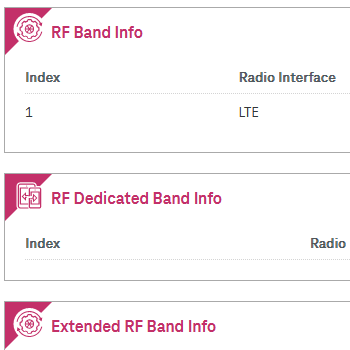 RF Band Info
Index Radio Interface
1 LTE
RF Dedicated Band Info
Index Radio
Extended RF Band Info